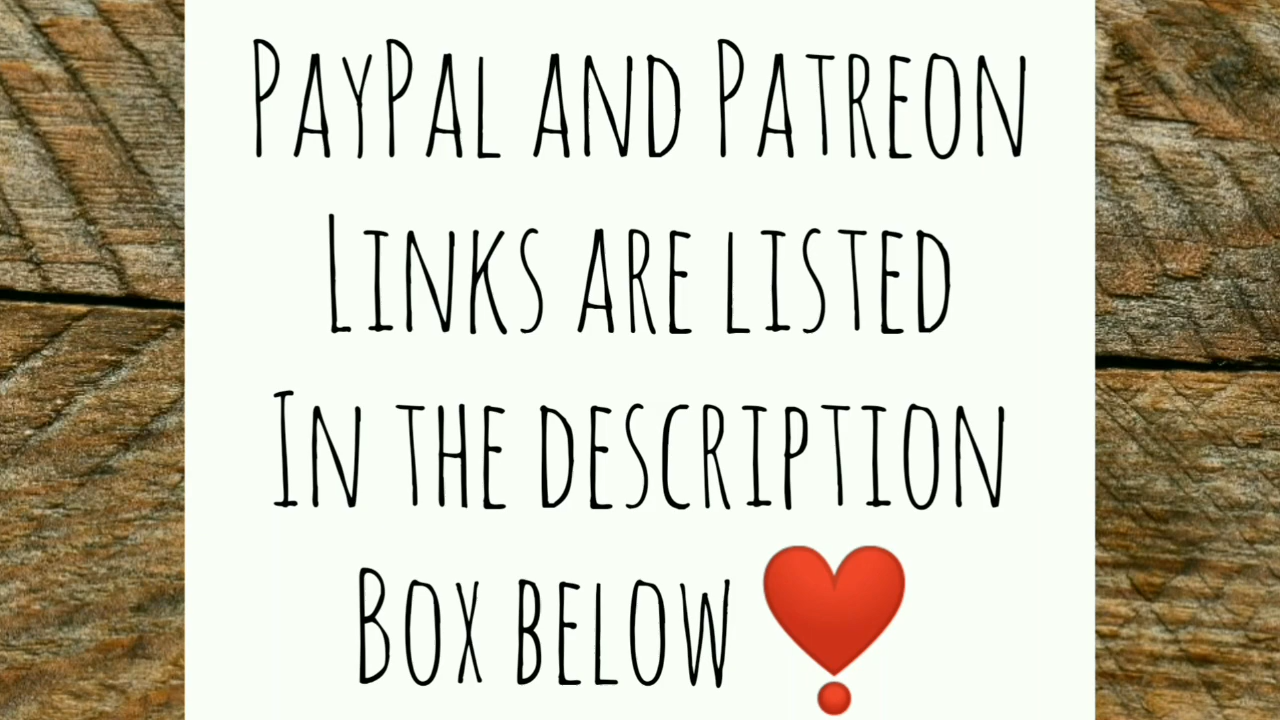 PayPal and Patreon
Links are listed
In the description
Box below ❣️